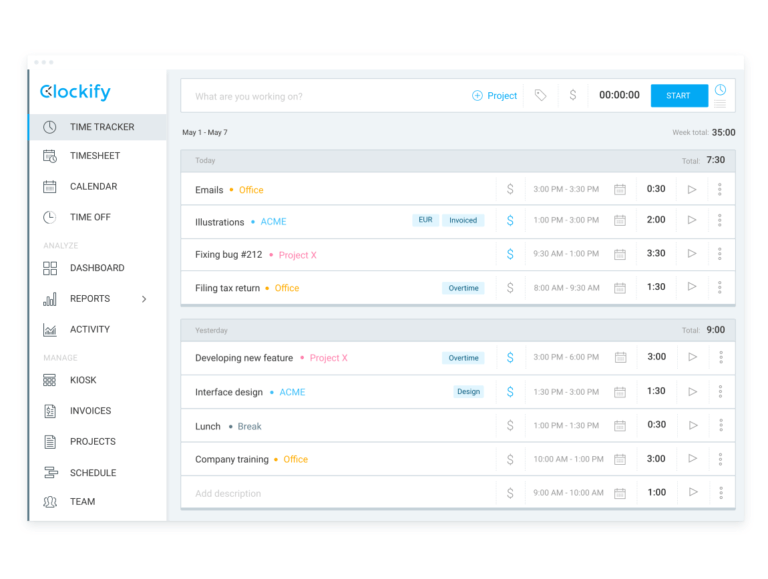 Clockify
What are you working on?
Project
$
00:00:00
START
TIME TRACKER
TIMESHEET
CALENDAR
TIME OFF
ANALYZE
DASHBOARD
REPORTS
ACTIVITY
MANAGE
KIOSK
INVOICES
PROJECTS
SCHEDULE
TEAM
May 1 - May 7
Week total: 35:00
Today
Total: 7:30
Emails • Office $ 3:00 PM - 3:30 PM 0:30
Illustrations • ACME EUR Invoiced $ 1:00 PM - 3:00 PM 2:00
Fixing bug #212 • Project X $ 9:30 AM - 1:00 PM 3:30
Filing tax return • Office Overtime $ 8:00 AM - 9:30 AM 1:30
Yesterday
Total: 9:00
Developing new feature • Project X Overtime $ 3:00 PM - 6:00 PM 3:00
Interface design • ACME Design $ 1:30 PM - 3:00 PM 1:30
Lunch • Break $ 1:00 PM - 1:30 PM 0:30
Company training • Office $ 10:00 AM - 1:00 PM 3:00
Add description $ 9:00 AM - 10:00 AM 1:00